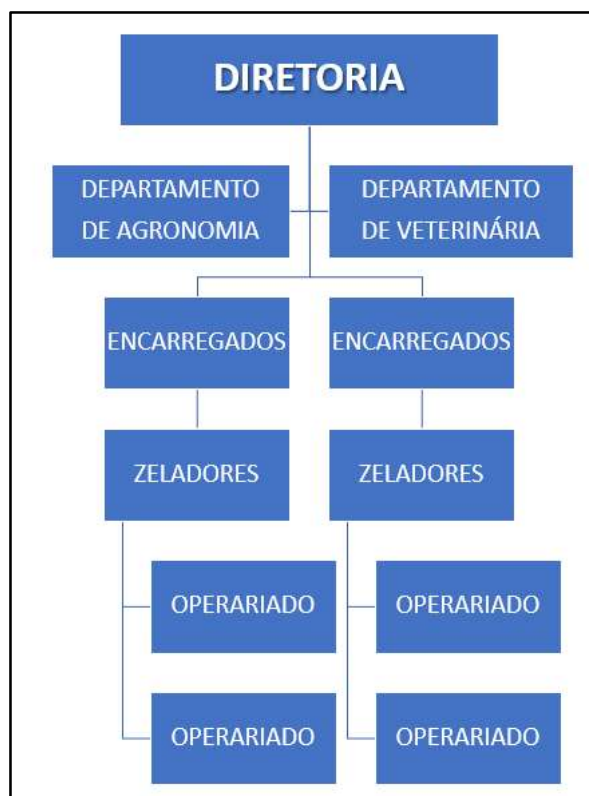 DIRETORIA
DEPARTAMENTO
DE AGRONOMIA
DEPARTAMENTO
DE VETERINÁRIA
ENCARREGADOS
ENCARREGADOS
ZELADORES
ZELADORES
OPERARIADO
OPERARIADO
OPERARIADO
OPERARIADO